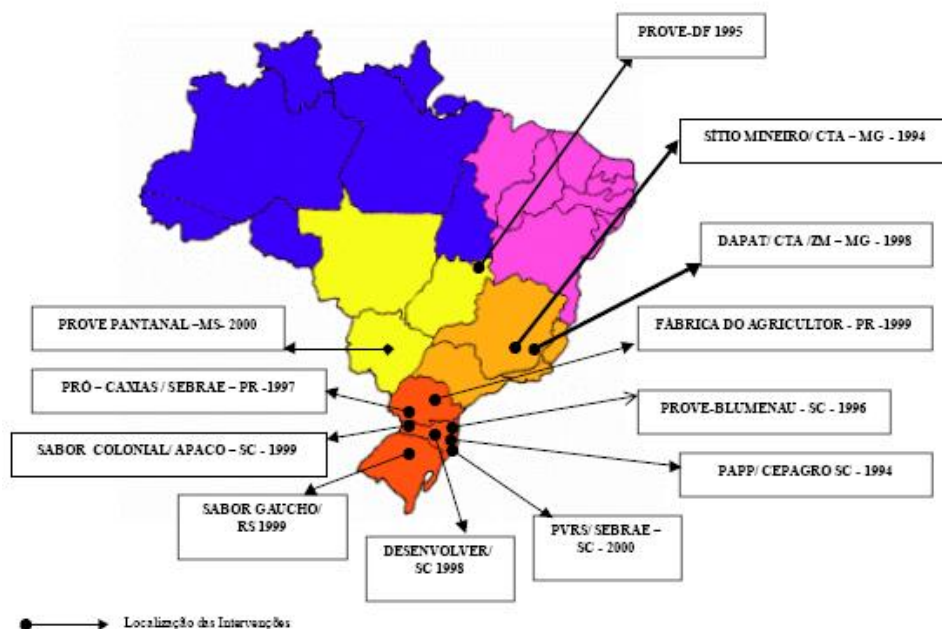 PROVE-DF 1995
SÍTIO MINEIRO/ CTA – MG - 1994
DAPAT/ CTA /ZM – MG - 1998
PROVE PANTANAL –MS- 2000
FÁBRICA DO AGRICULTOR - PR -1999
PRÓ – CAXIAS / SEBRAE – PR -1997
PROVE-BLUMENAU - SC - 1996
SABOR COLONIAL/ APACO – SC - 1999
PAPP/ CEPAGRO SC - 1994
SABOR GAUCHO/
RS 1999
DESENVOLVER/
SC 1998
PVRS/ SEBRAE –
SC - 2000
Localização das Intervenções